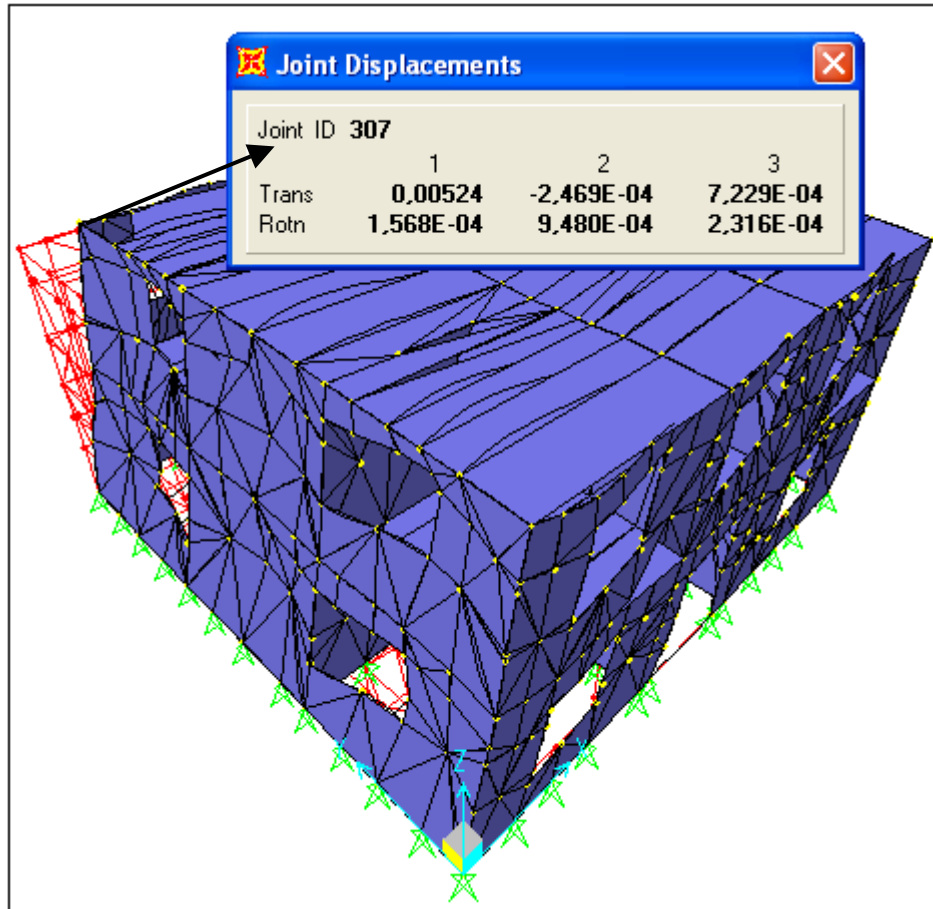 Joint Displacements
Joint ID 307
1 2 3
Trans 0,00524 -2,469E-04 7,229E-04
Rotn 1,568E-04 9,480E-04 2,316E-04
Z